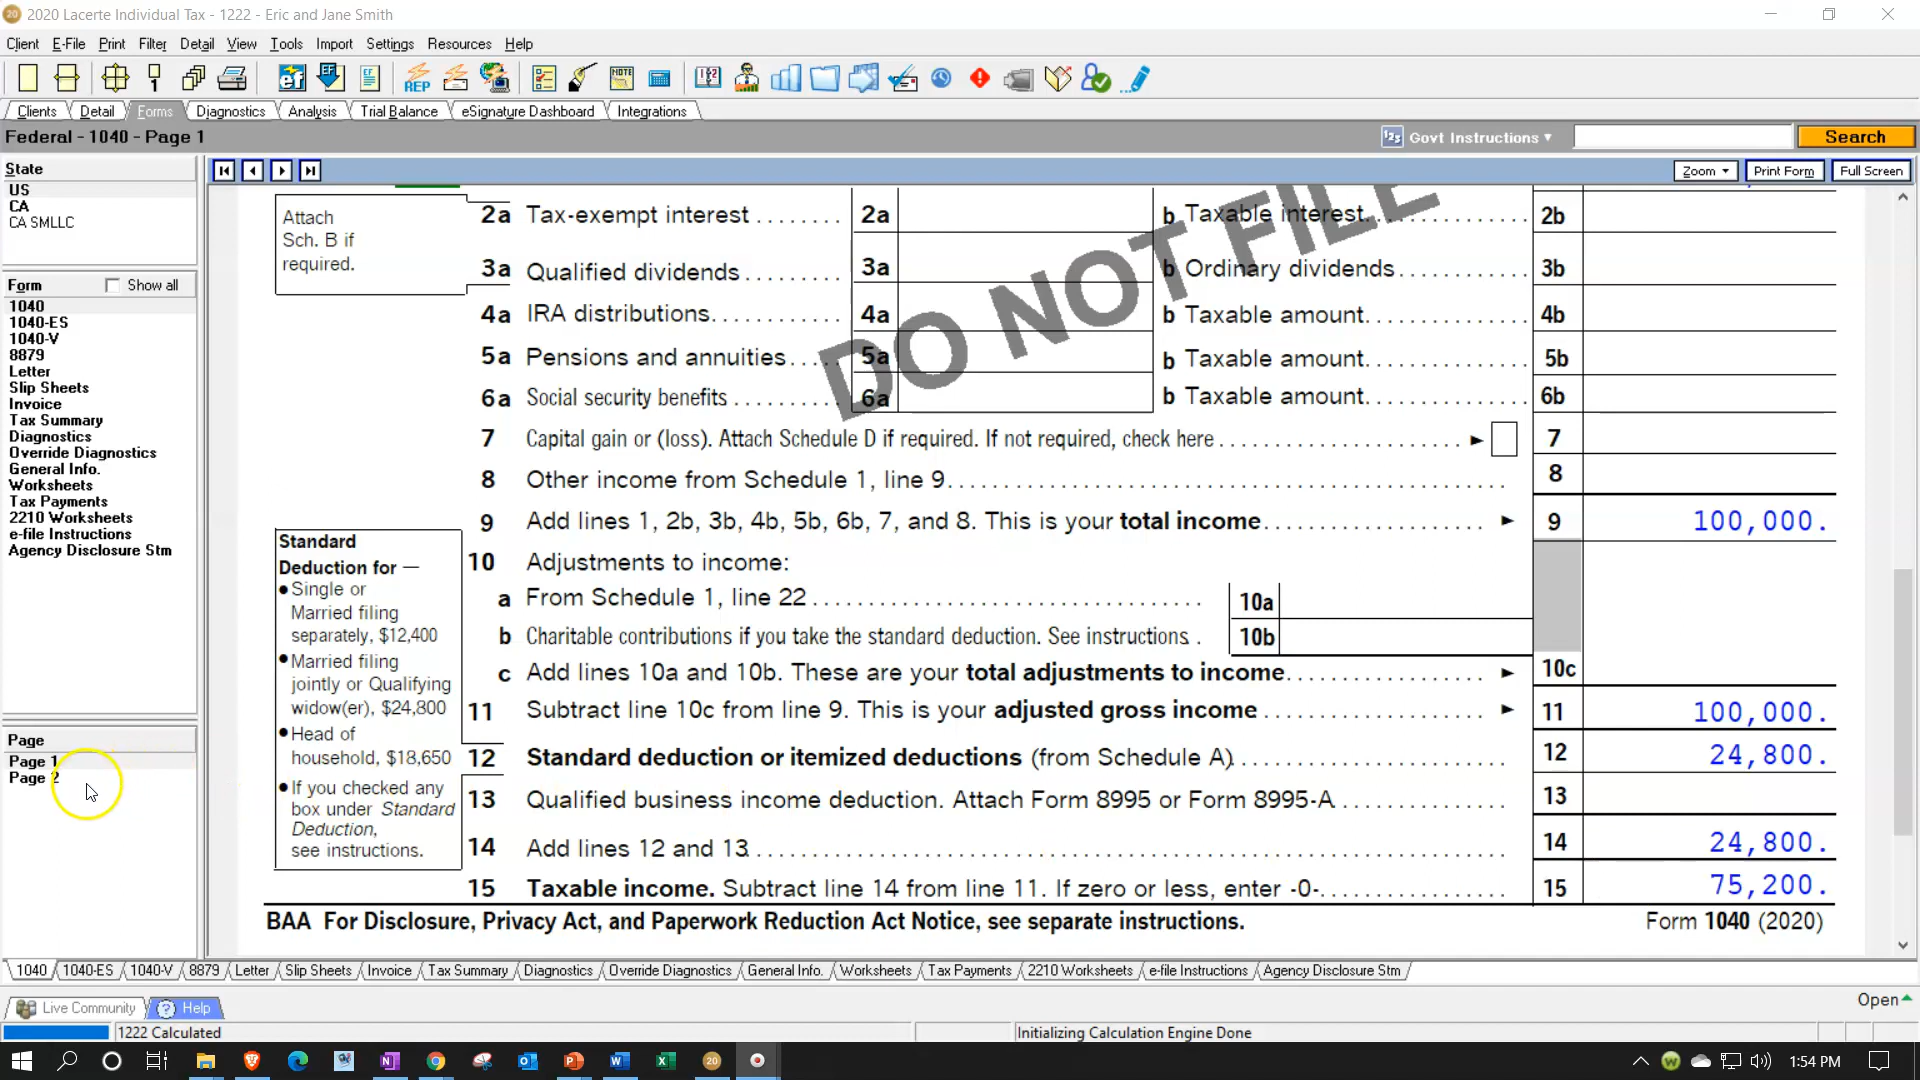 2020 Lacerte Individual Tax - 1222 - Eric and Jane Smith
Client E-File Print Filter Detail View Tools Import Settings Resources Help
Clients Detail Forms Diagnostics Analysis Trial Balance eSignature Dashboard Integrations
Federal - 1040 - Page 1
Govt Instructions
Search
State
US
CA
CA SMLLC
Form Show all
1040
1040-ES
1040-V
8879
Letter
Slip Sheets
Invoice
Tax Summary
Diagnostics
Override Diagnostics
General Info.
Worksheets
Tax Payments
2210 Worksheets
e-file Instructions
Agency Disclosure Stm
Page
Page 1
Page 2
Zoom Print Form Full Screen
DO NOT FILE
Attach
Sch. B if
required.
2a Tax-exempt interest ........ 2a b Taxable interest............. 2b
3a Qualified dividends ......... 3a b Ordinary dividends........... 3b
4a IRA distributions............ 4a b Taxable amount.............. 4b
5a Pensions and annuities.... 5a b Taxable amount.............. 5b
6a Social security benefits ......... 6a b Taxable amount.............. 6b
7 Capital gain or (loss). Attach Schedule D if required. If not required, check here ..................... ► 7
8 Other income from Schedule 1, line 9................................................ 8
9 Add lines 1, 2b, 3b, 4b, 5b, 6b, 7, and 8. This is your total income................... ► 9 100,000.
10 Adjustments to income:
a From Schedule 1, line 22 .................................. 10a
b Charitable contributions if you take the standard deduction. See instructions . 10b
c Add lines 10a and 10b. These are your total adjustments to income................. ► 10c
11 Subtract line 10c from line 9. This is your adjusted gross income ................... ► 11 100,000.
12 Standard deduction or itemized deductions (from Schedule A) ....................... 12 24,800.
13 Qualified business income deduction. Attach Form 8995 or Form 8995-A.............. 13
14 Add lines 12 and 13................................................................ 14 24,800.
15 Taxable income. Subtract line 14 from line 11. If zero or less, enter -0-............... 15 75,200.
Standard
Deduction for —
● Single or
Married filing
separately, $12,400
● Married filing
jointly or Qualifying
widow(er), $24,800
● Head of
household, $18,650
● If you checked any
box under Standard
Deduction,
see instructions.
BAA For Disclosure, Privacy Act, and Paperwork Reduction Act Notice, see separate instructions. Form 1040 (2020)
1040 1040-ES 1040-V 8879 Letter Slip Sheets Invoice Tax Summary Diagnostics Override Diagnostics General Info. Worksheets Tax Payments 2210 Worksheets e-file Instructions Agency Disclosure Stm
Live Community Help
Open
1222 Calculated
Initializing Calculation Engine Done
1:54 PM